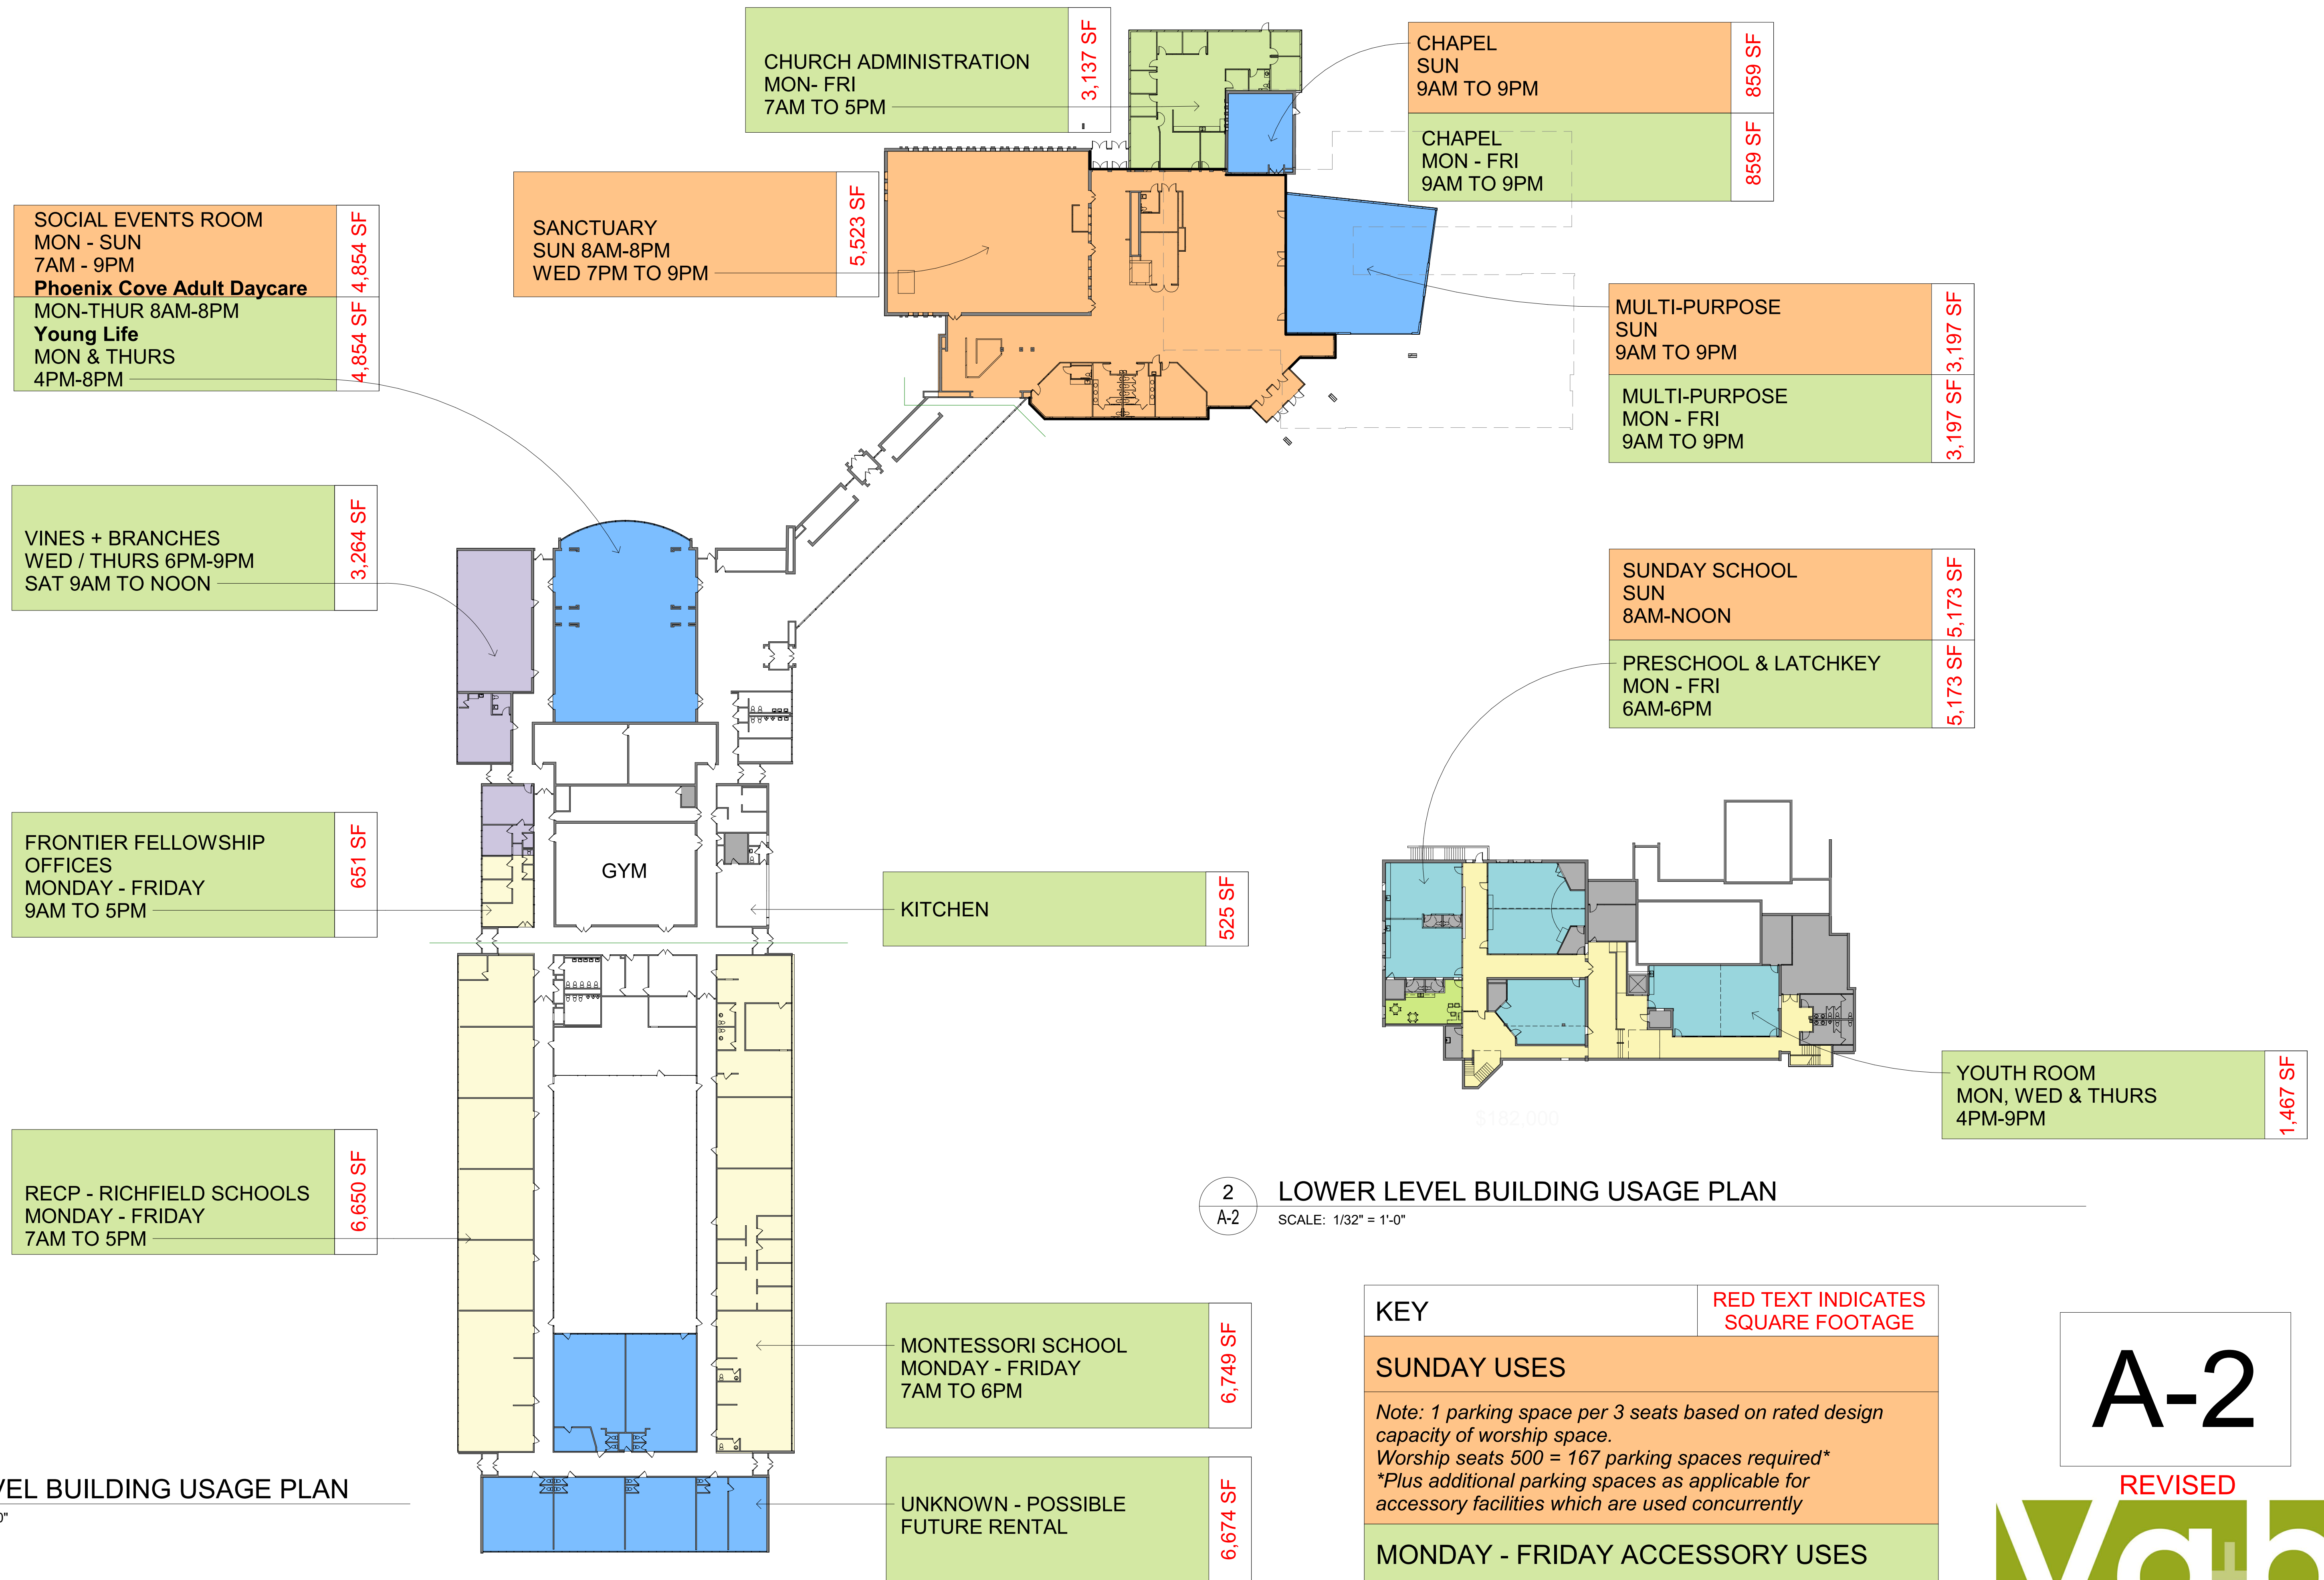 CHURCH ADMINISTRATION
MON- FRI
7AM TO 5PM
3,137 SF
CHAPEL
SUN
9AM TO 9PM
859 SF
CHAPEL
MON - FRI
9AM TO 9PM
859 SF
SOCIAL EVENTS ROOM
MON - SUN
7AM - 9PM
Phoenix Cove Adult Daycare
4,854 SF
MON-THUR 8AM-8PM
Young Life
MON & THURS
4PM-8PM
4,854 SF
SANCTUARY
SUN 8AM-8PM
WED 7PM TO 9PM
5,523 SF
MULTI-PURPOSE
SUN
9AM TO 9PM
3,197 SF
MULTI-PURPOSE
MON - FRI
9AM TO 9PM
3,197 SF
VINES + BRANCHES
WED / THURS 6PM-9PM
SAT 9AM TO NOON
3,264 SF
SUNDAY SCHOOL
SUN
8AM-NOON
5,173 SF
PRESCHOOL & LATCHKEY
MON - FRI
6AM-6PM
5,173 SF
FRONTIER FELLOWSHIP
OFFICES
MONDAY - FRIDAY
9AM TO 5PM
651 SF
GYM
KITCHEN
525 SF
YOUTH ROOM
MON, WED & THURS
4PM-9PM
1,467 SF
$182,000
RECP - RICHFIELD SCHOOLS
MONDAY - FRIDAY
7AM TO 5PM
6,650 SF
2
A-2
LOWER LEVEL BUILDING USAGE PLAN
SCALE: 1/32" = 1'-0"
MONTESSORI SCHOOL
MONDAY - FRIDAY
7AM TO 6PM
6,749 SF
KEY
RED TEXT INDICATES
SQUARE FOOTAGE
SUNDAY USES
Note: 1 parking space per 3 seats based on rated design
capacity of worship space.
Worship seats 500 = 167 parking spaces required*
*Plus additional parking spaces as applicable for
accessory facilities which are used concurrently
MONDAY - FRIDAY ACCESSORY USES
A-2
REVISED
VEL BUILDING USAGE PLAN
0"
UNKNOWN - POSSIBLE
FUTURE RENTAL
6,674 SF